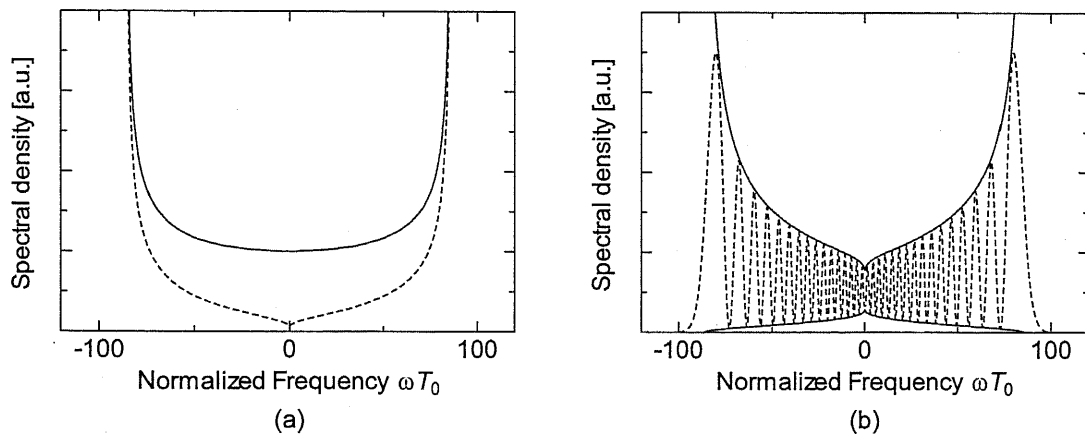 Spectral density [a.u.]
-100
0
100
Normalized Frequency ωT₀
(a)
Spectral density [a.u.]
-100
0
100
Normalized Frequency ωT₀
(b)